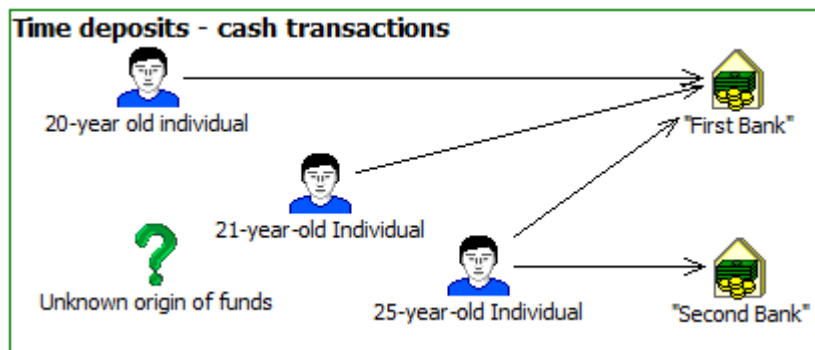 Time deposits - cash transactions
20-year old individual
"First Bank"
21-year-old Individual
Unknown origin of funds
25-year-old Individual
"Second Bank"